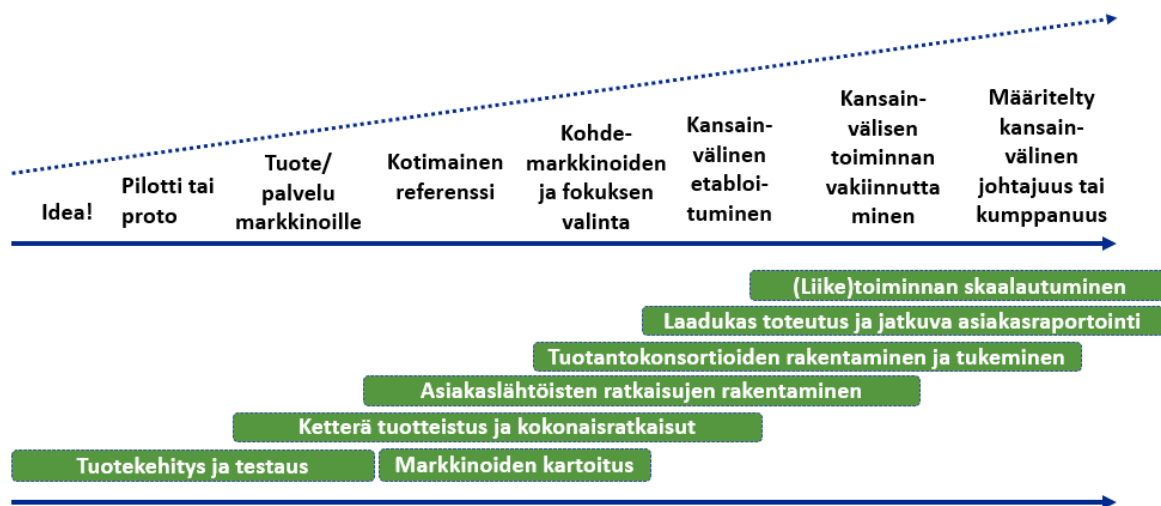 Idea!
Pilotti tai
proto
Tuote/
palvelu
markkinoille
Kotimainen
referenssi
Kohde-
markkinoiden
ja fokuksen
valinta
Kansain-
välinen
etabloi-
tuminen
Kansain-
välisen
toiminnan
vakiinnutta
minen
Määritelty
kansain-
välinen
johtajuus tai
kumppanuus
(Liike)toiminnan skaalautuminen
Laadukas toteutus ja jatkuva asiakasraportointi
Tuotantokonsortioiden rakentaminen ja tukeminen
Asiakaslähtöisten ratkaisujen rakentaminen
Ketterä tuotteistus ja kokonaisratkaisut
Tuotekehitys ja testaus
Markkinoiden kartoitus